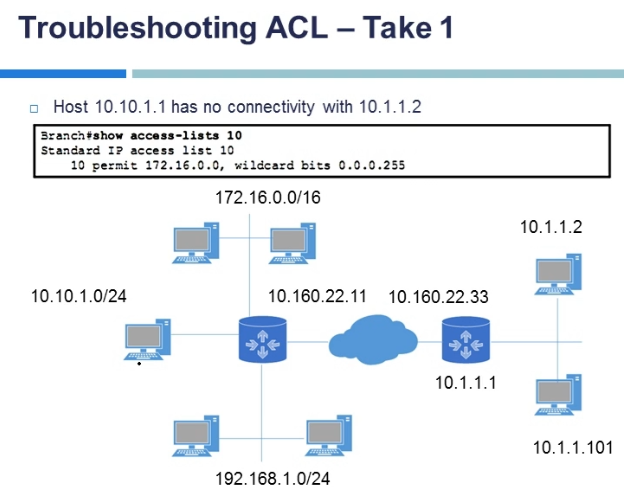 Troubleshooting ACL – Take 1
Host 10.10.1.1 has no connectivity with 10.1.1.2
Branch#show access-lists 10
Standard IP access list 10
10 permit 172.16.0.0, wildcard bits 0.0.0.255
172.16.0.0/16
10.1.1.2
10.10.1.0/24
10.160.22.11
10.160.22.33
10.1.1.1
10.1.1.101
192.168.1.0/24